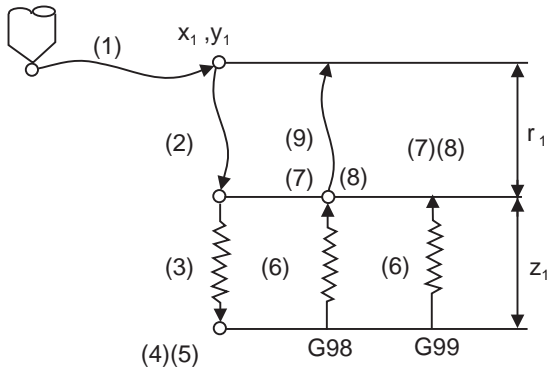 (1)
x1 ,y1
(2)
(9)
(7)(8)
r1
(7)
(8)
(3)
(6)
(6)
z1
(4)(5)
G98
G99